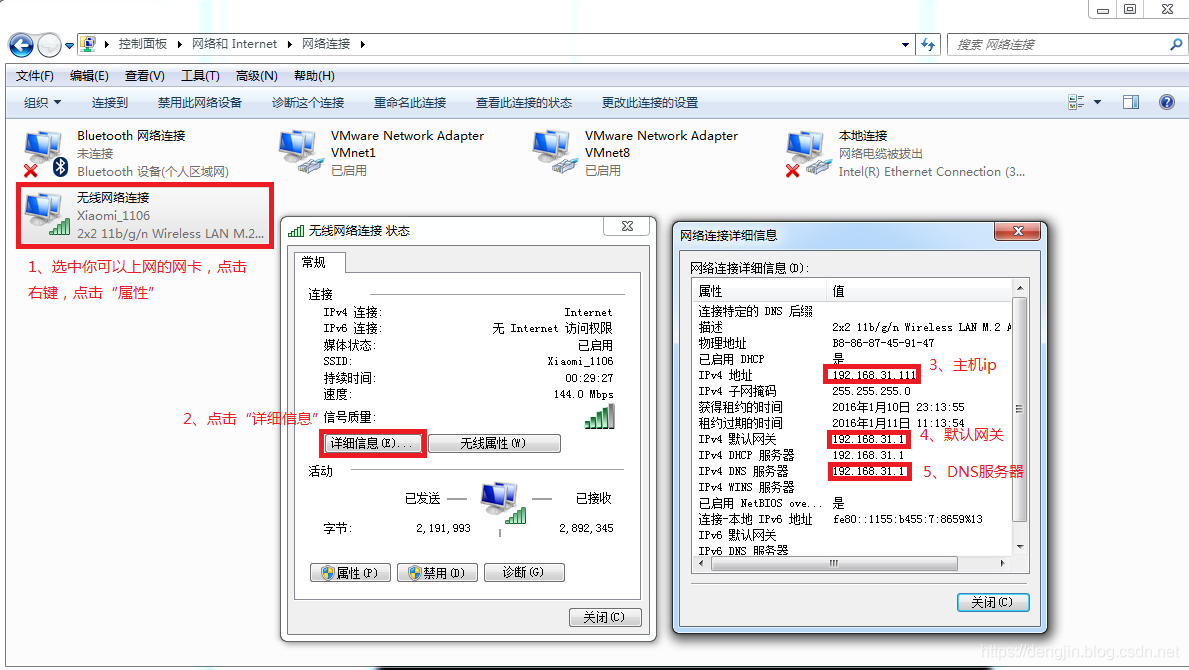 控制面板 网络和 Internet 网络连接
搜索 网络连接
文件(F) 编辑(E) 查看(V) 工具(T) 高级(N) 帮助(H)
组织 连接到 禁用此网络设备 诊断这个连接 重命名此连接 查看此连接的状态 更改此连接的设置
Bluetooth 网络连接
未连接
Bluetooth 设备(个人区域网)
VMware Network Adapter
VMnet1
已启用
VMware Network Adapter
VMnet8
已启用
本地连接
网络电缆被拔出
Intel(R) Ethernet Connection (3...
无线网络连接
Xiaomi_1106
2x2 11b/g/n Wireless LAN M.2...
1、选中你可以上网的网卡，点击
右键，点击“属性”
无线网络连接 状态
常规
连接
IPv4 连接: Internet
IPv6 连接: 无 Internet 访问权限
媒体状态: 已启用
SSID: Xiaomi_1106
持续时间: 00:29:27
速度: 144.0 Mbps
2、点击“详细信息”
信号质量:
详细信息(E)... 无线属性(W)
活动
已发送 已接收
字节: 2,191,993 2,892,345
属性(P) 禁用(D) 诊断(G)
关闭(C)
网络连接详细信息
网络连接详细信息(D):
属性 值
连接特定的 DNS 后缀
描述 2x2 11b/g/n Wireless LAN M.2 A
物理地址 B8-86-87-45-91-47
已启用 DHCP 是
IPv4 地址 192.168.31.111
3、主机ip
IPv4 子网掩码 255.255.255.0
获得租约的时间 2016年1月10日 23:13:55
租约过期的时间 2016年1月11日 11:13:54
IPv4 默认网关 192.168.31.1
4、默认网关
IPv4 DHCP 服务器 192.168.31.1
IPv4 DNS 服务器 192.168.31.1
5、DNS服务器
IPv4 WINS 服务器
已启用 NetBIOS ove... 是
连接-本地 IPv6 地址 fe80::1155:b455:7:8659%13
IPv6 默认网关
IPv6 DNS 服务器
关闭(C)
https://dengjin.blog.csdn.net